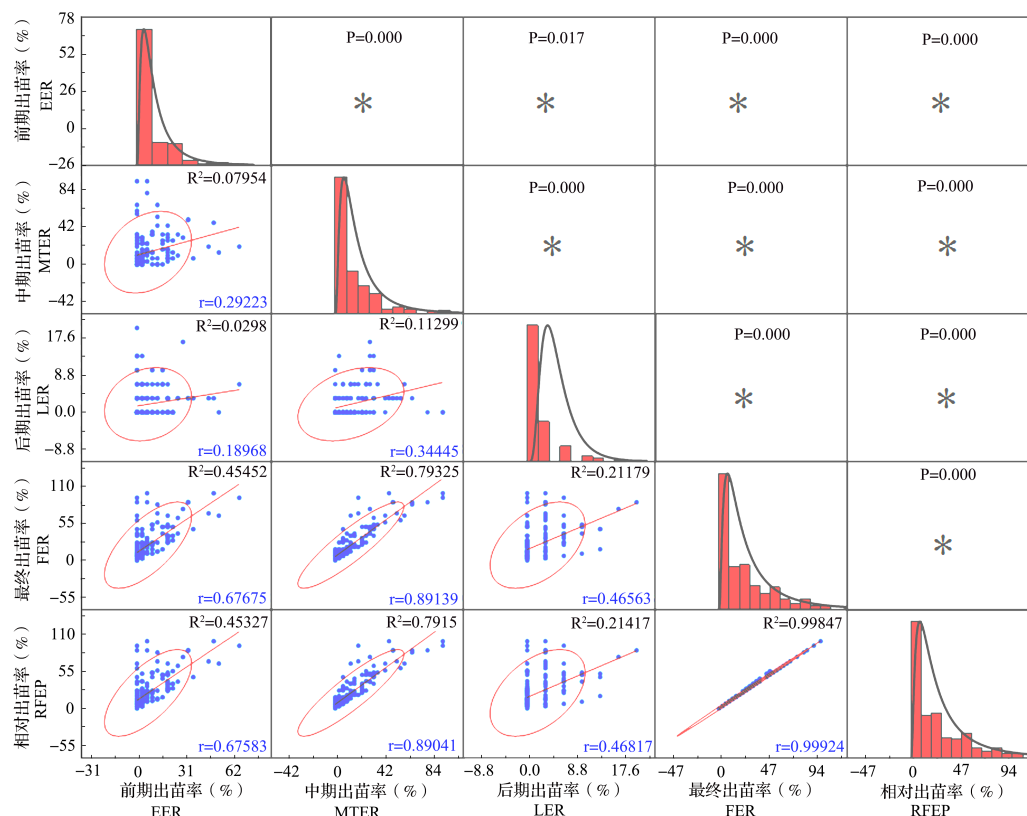 78
52
26
0
−26
前期出苗率（%）
EER
P=0.000
P=0.017
P=0.000
P=0.000
*
*
*
*
84
42
0
−42
中期出苗率（%）
MTER
R²=0.07954
r=0.29223
P=0.000
P=0.000
P=0.000
*
*
*
17.6
8.8
0.0
−8.8
后期出苗率（%）
LER
R²=0.0298
r=0.18968
R²=0.11299
r=0.34445
P=0.000
P=0.000
*
*
110
55
0
−55
最终出苗率（%）
FER
R²=0.45452
r=0.67675
R²=0.79325
r=0.89139
R²=0.21179
r=0.46563
P=0.000
*
110
55
0
−55
相对出苗率（%）
RFEP
R²=0.45327
r=0.67583
R²=0.7915
r=0.89041
R²=0.21417
r=0.46817
R²=0.99847
r=0.99924
−31 0 31 62 −42 0 42 84 −8.8 0.0 8.8 17.6 −47 0 47 94 −47 0 47 94
前期出苗率（%） 中期出苗率（%） 后期出苗率（%） 最终出苗率（%） 相对出苗率（%）
EER MTER LER FER RFEP